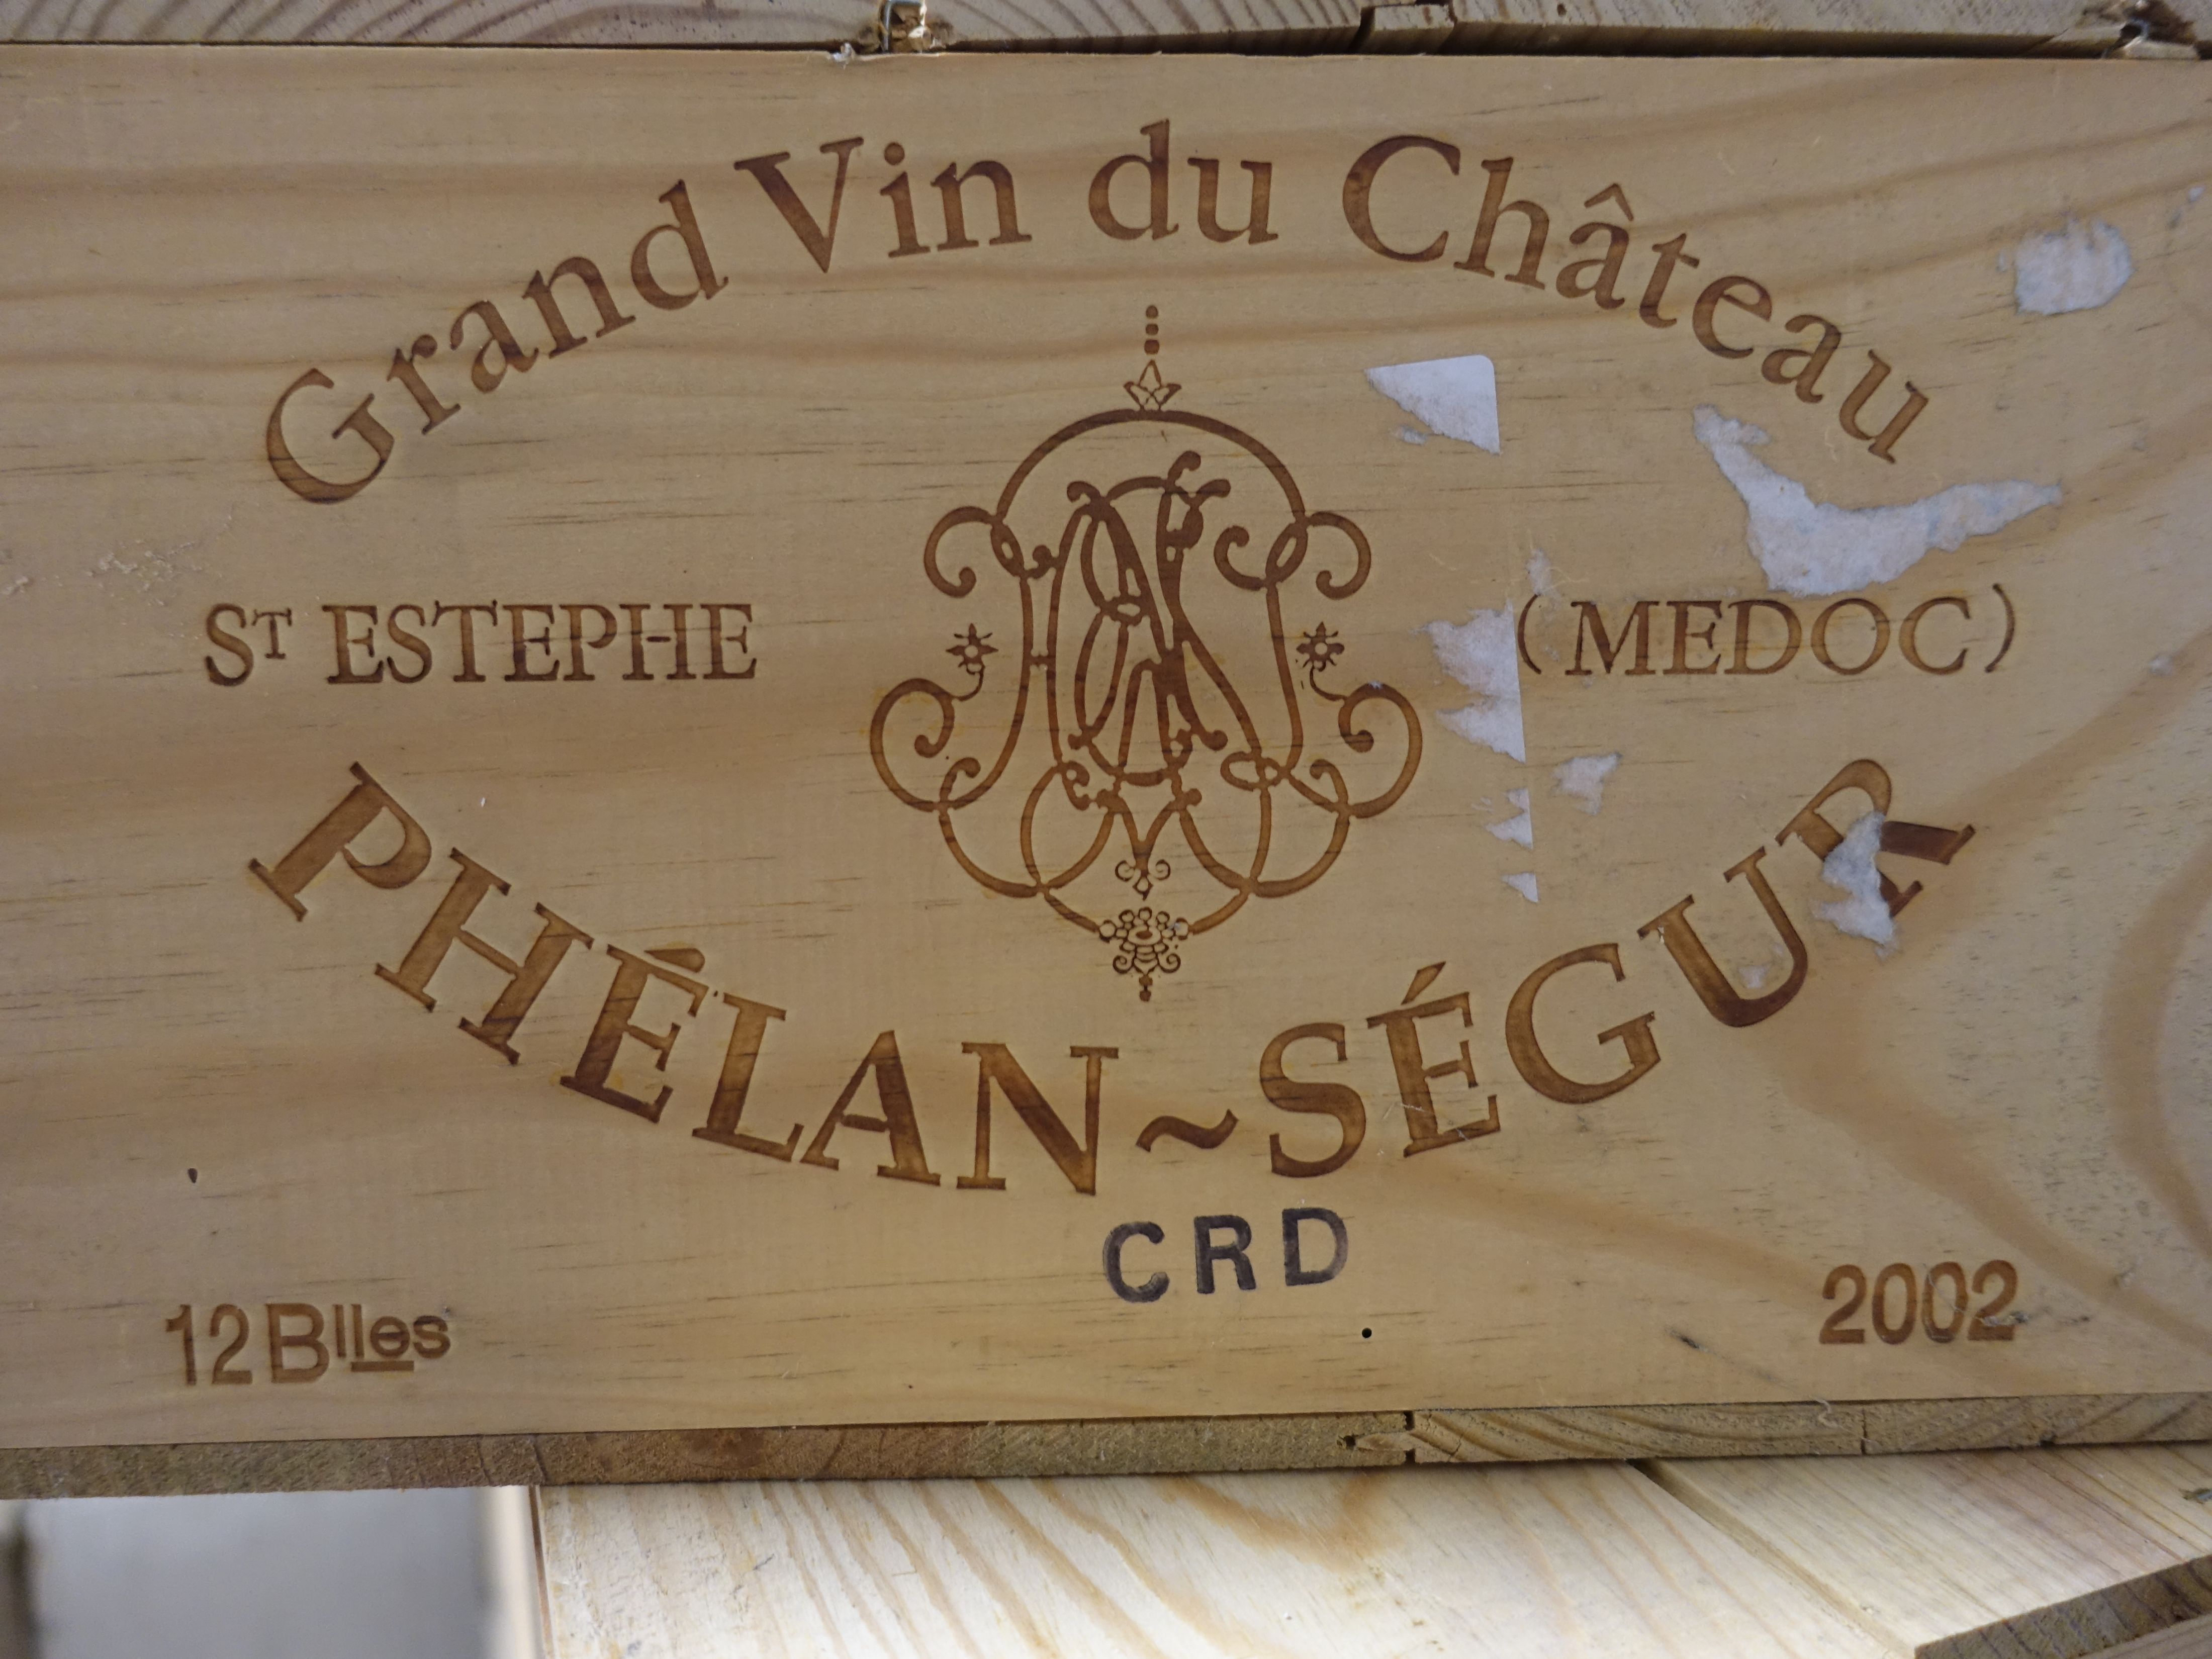 Grand Vin du Château
ST ESTEPHE
(MEDOC)
PHÉLAN~SÉGUR
CRD
12 Blles
2002